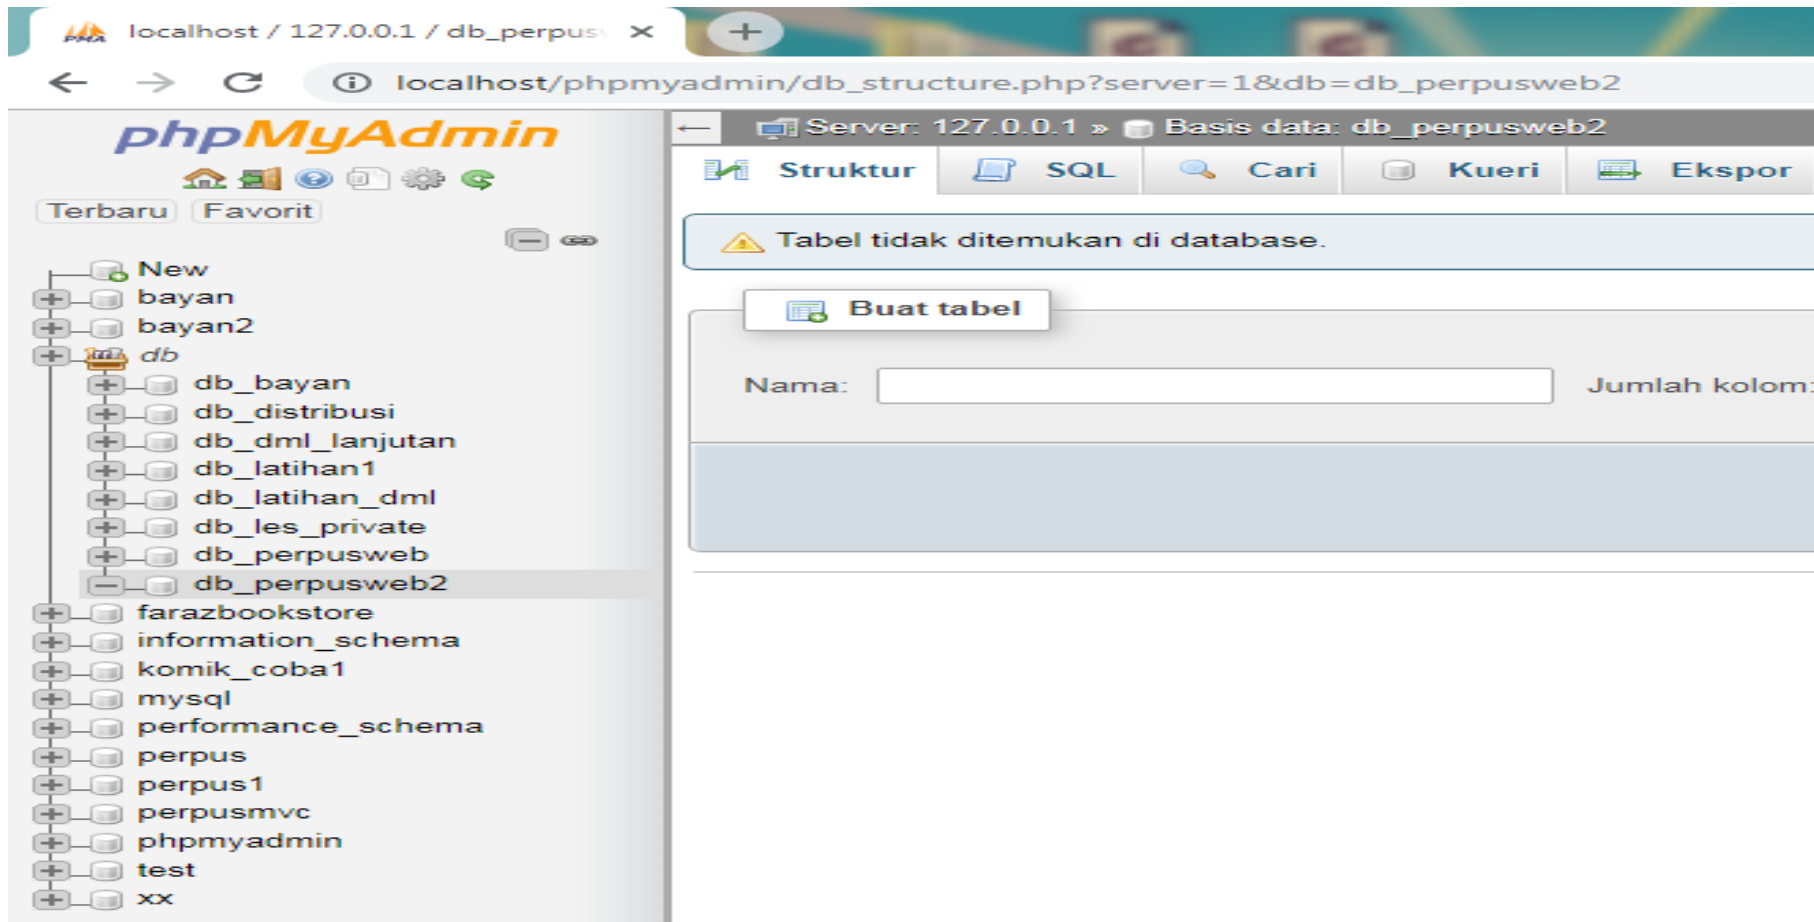 localhost / 127.0.0.1 / db_perpus
localhost/phpmyadmin/db_structure.php?server=1&db=db_perpusweb2
phpMyAdmin
Terbaru Favorit
New
bayan
bayan2
db
db_bayan
db_distribusi
db_dml_lanjutan
db_latihan1
db_latihan_dml
db_les_private
db_perpusweb
db_perpusweb2
farazbookstore
information_schema
komik_coba1
mysql
performance_schema
perpus
perpus1
perpusmvc
phpmyadmin
test
xx
Server: 127.0.0.1 » Basis data: db_perpusweb2
Struktur SQL Cari Kueri Ekspor
Tabel tidak ditemukan di database.
Buat tabel
Nama: Jumlah kolom: